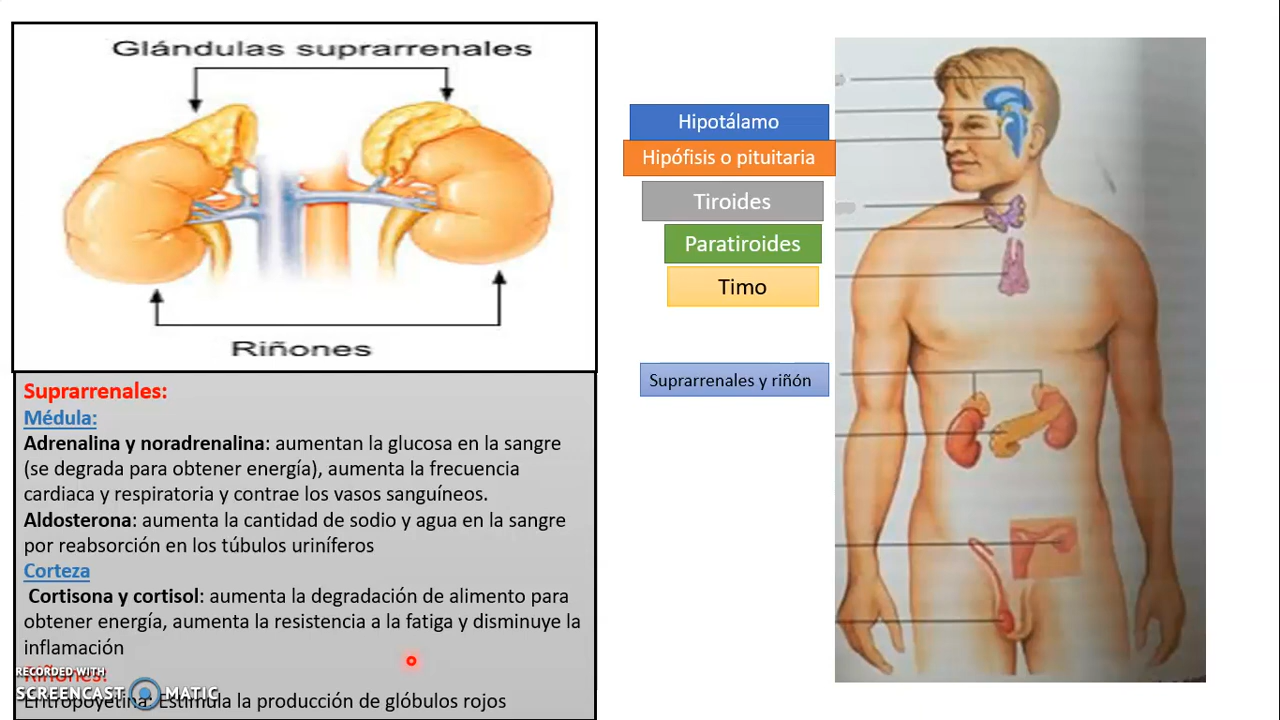 Glándulas suprarrenales
Riñones
Suprarrenales:
Médula:
Adrenalina y noradrenalina: aumentan la glucosa en la sangre
(se degrada para obtener energía), aumenta la frecuencia
cardiaca y respiratoria y contrae los vasos sanguíneos.
Aldosterona: aumenta la cantidad de sodio y agua en la sangre
por reabsorción en los túbulos uriníferos
Corteza
Cortisona y cortisol: aumenta la degradación de alimento para
obtener energía, aumenta la resistencia a la fatiga y disminuye la
inflamación
Riñones:
Entropoyetina: Estimula la producción de glóbulos rojos
RECORDED WITH
SCREENCAST MATIC
Hipotálamo
Hipófisis o pituitaria
Tiroides
Paratiroides
Timo
Suprarrenales y riñón